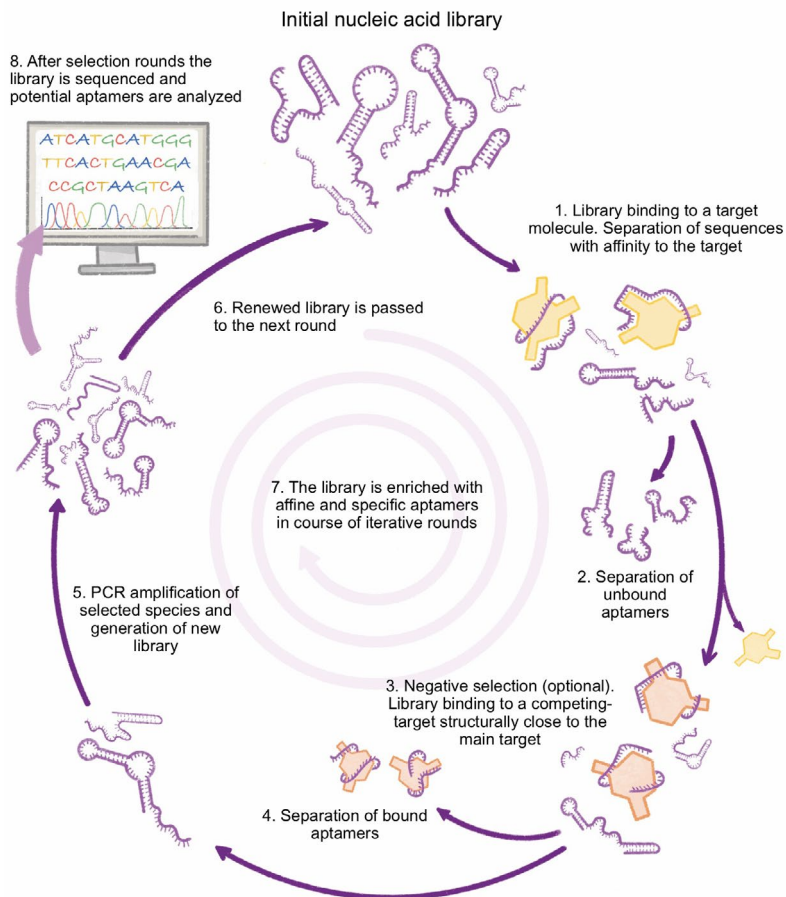 Initial nucleic acid library
8. After selection rounds the
library is sequenced and
potential aptamers are analyzed
ATCATGCATGGG
TTCACTGAACGA
CCGCTAAGTCA
1. Library binding to a target
molecule. Separation of sequences
with affinity to the target
6. Renewed library is passed
to the next round
7. The library is enriched with
affine and specific aptamers
in course of iterative rounds
2. Separation of
unbound
aptamers
5. PCR amplification of
selected species and
generation of new
library
3. Negative selection (optional).
Library binding to a competing-
target structurally close to the
main target
4. Separation of bound
aptamers